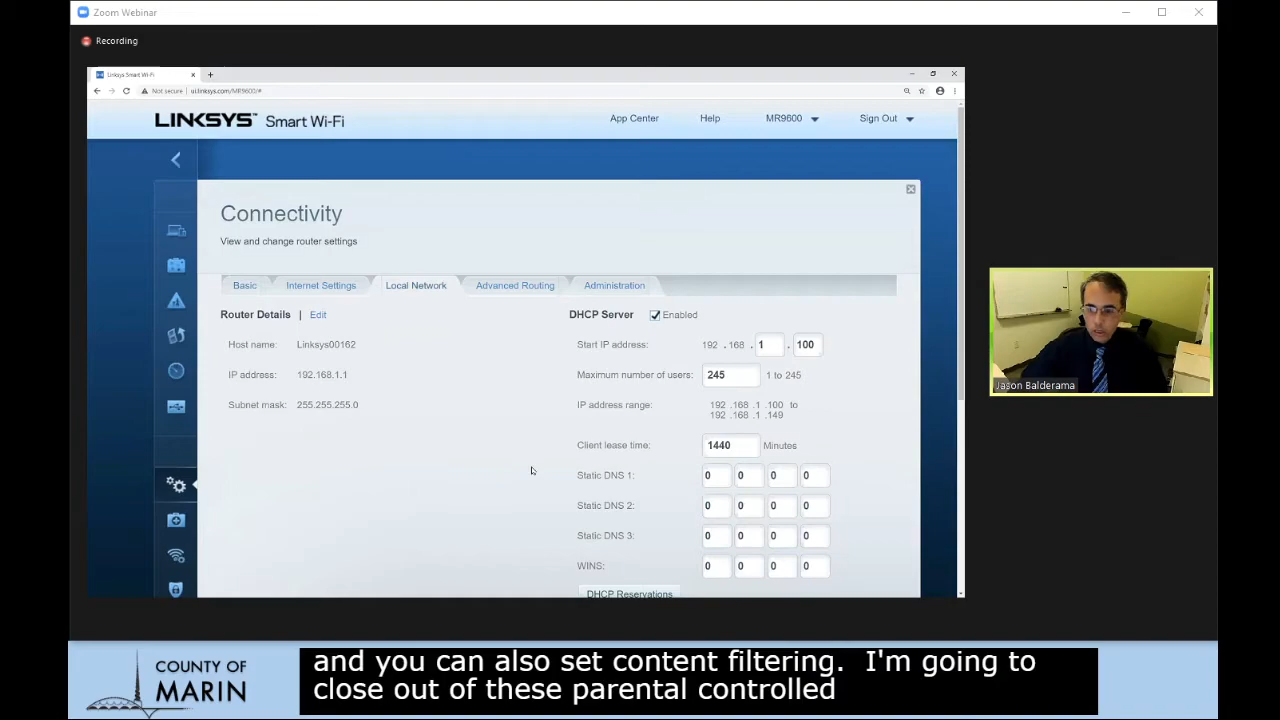 Zoom Webinar
Recording
Linksys Smart Wi-Fi
Not secure | ui.linksys.com/MR9600/#
LINKSYS™ Smart Wi-Fi
App Center Help MR9600 Sign Out
Connectivity
View and change router settings
Basic Internet Settings Local Network Advanced Routing Administration
Router Details | Edit
Host name: Linksys00162
IP address: 192.168.1.1
Subnet mask: 255.255.255.0
DHCP Server Enabled
Start IP address: 192 .168 . 1 . 100
Maximum number of users: 245 1 to 245
IP address range: 192 .168 .1 .100 to
192 .168 .1 .149
Client lease time: 1440 Minutes
Static DNS 1: 0 0 0 0
Static DNS 2: 0 0 0 0
Static DNS 3: 0 0 0 0
WINS: 0 0 0 0
DHCP Reservations
Jason Balderama
COUNTY OF
MARIN
and you can also set content filtering. I'm going to
close out of these parental controlled